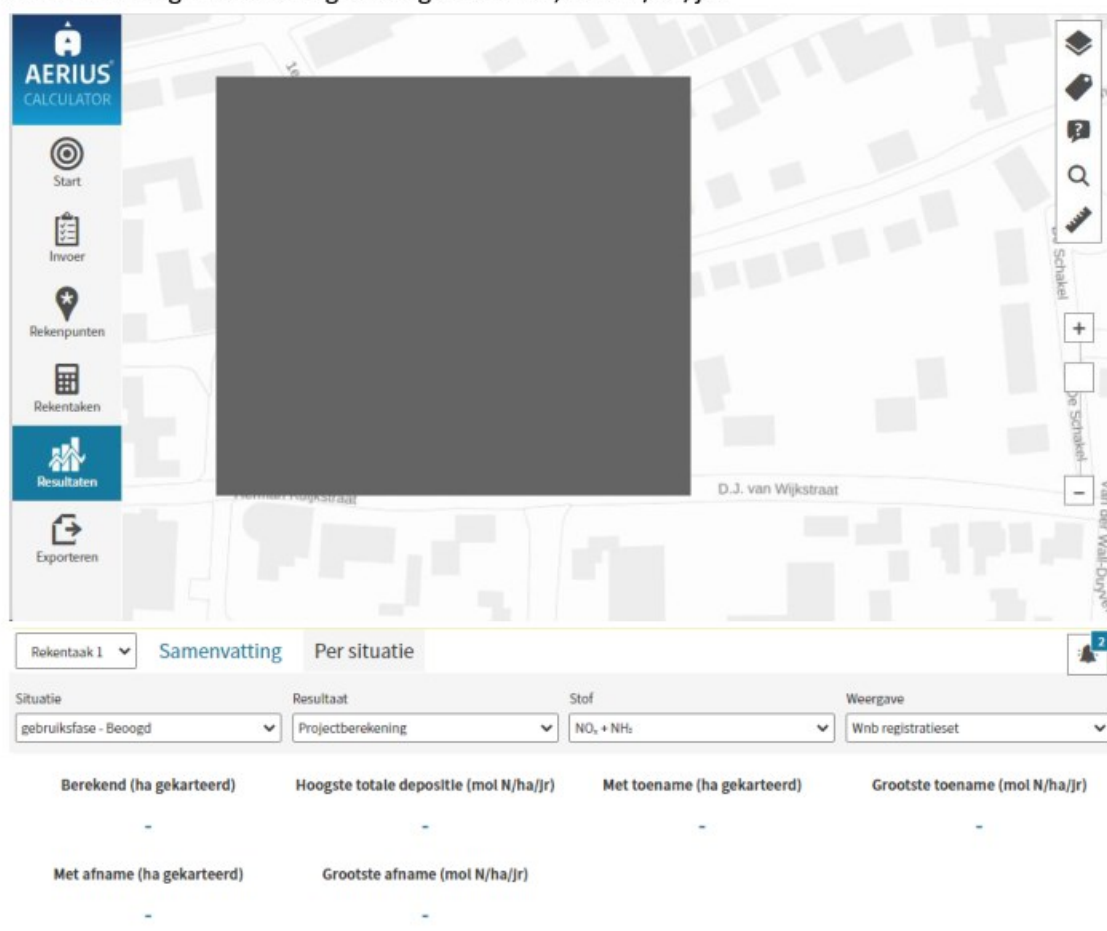 AERIUS
CALCULATOR
Start
Invoer
Rekenpunten
Rekentaken
Resultaten
Exporteren
1e
De Schakel
De Schakel
D.J. van Wijkstraat
+
-
Rekentaak 1 Samenvatting Per situatie 2
Situatie Resultaat Stof Weergave
gebruiksfase - Beoogd Projectberekening NOₓ + NH₃ Wnb registratieset
Berekend (ha gekarteerd) Hoogste totale depositie (mol N/ha/jr) Met toename (ha gekarteerd) Grootste toename (mol N/ha/jr)
- - - -
Met afname (ha gekarteerd) Grootste afname (mol N/ha/jr)
- -